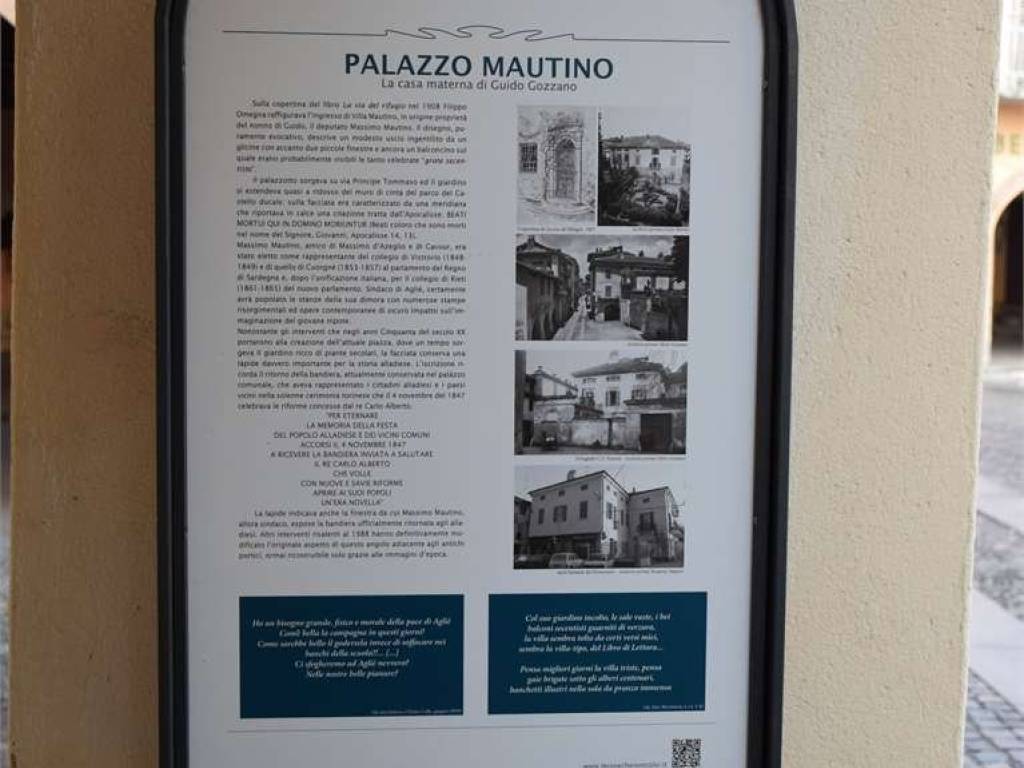 PALAZZO MAUTINO
La casa materna di Guido Gozzano
Sulla copertina del libro La via del rifugio nel 1908 Filippo
Omegna raffigurava l'ingresso di Villa Mautino, in origine proprietà
del nonno di Guido, il deputato Massimo Mautino. Il disegno, pu-
ramente evocativo, descrive un modesto uscio ingentilito da un
glicine con accanto due piccole finestre e ancora un balconcino sul
quale erano probabilmente visibili le tanto celebrate "grate secen-
tiste".
Il palazzotto sorgeva su via Principe Tommaso ed il giardino
si estendeva quasi a ridosso del muro di cinta del parco del Ca-
stello ducale; sulla facciata era caratterizzato da una meridiana
che riportava in calce una citazione tratta dall'Apocalisse: BEATI
MORTUI QUI IN DOMINO MORIUNTUR (Beati coloro che sono morti
nel nome del Signore, Giovanni, Apocalisse 14, 13).
Massimo Mautino, amico di Massimo d'Azeglio e di Cavour, era
stato eletto come rappresentante del collegio di Vistrorio (1848-
1849) e di quello di Cuorgnè (1853-1857) al parlamento del Regno
di Sardegna e, dopo l'unificazione italiana, per il collegio di Rieti
(1861-1865) del nuovo parlamento. Sindaco di Agliè, certamente
avrà popolato le stanze della sua dimora con numerose stampe
risorgimentali ed opere contemporanee di sicuro impatto sull'im-
maginazione del giovane nipote.
Nonostante gli interventi che negli anni Cinquanta del secolo XX
portarono alla creazione dell'attuale piazza, dove un tempo sor-
geva il giardino ricco di piante secolari, la facciata conserva una
lapide davvero importante per la storia alladiese. L'iscrizione ri-
corda il ritorno della bandiera, attualmente conservata nel palazzo
comunale, che aveva rappresentato i cittadini alladiesi e i paesi
vicini nella solenne cerimonia torinese che il 4 novembre del 1847
celebrava le riforme concesse dal re Carlo Alberto:
"PER ETERNARE
LA MEMORIA DELLA FESTA
DEL POPOLO ALLADIESE E DEI VICINI COMUNI
ACCORSI IL 4 NOVEMBRE 1847
A RICEVERE LA BANDIERA INVIATA A SALUTARE
IL RE CARLO ALBERTO
CHE VOLLE
CON NUOVE E SAVIE RIFORME
APRIRE AI SUOI POPOLI
UN'ERA NOVELLA"
La lapide indicava anche la finestra da cui Massimo Mautino,
allora sindaco, espose la bandiera ufficialmente ritornata agli alla-
diesi. Altri interventi risalenti al 1988 hanno definitivamente mo-
dificato l'originale aspetto di questo angolo adiacente agli antichi
portici, ormai ricostruibile solo grazie alle immagini d'epoca.
Ho un bisogno grande, fisico e morale della pace di Agliè
Com'è bella la campagna in questi giorni!
Come sarebbe bello il godersela invece di soffocare nei
banchi della scuola!!... [...]
Ci sfogheremo ad Agliè nevvero?
Nelle nostre belle pianure!
Col suo giardino incolto, le sale vaste, i bei
balconi secentisti guarniti di verzura,
la villa sembra tolta da certi versi miei,
sembra la villa-tipo, del Libro di Lettura...
Pensa migliori giorni la villa triste, pensa
gaie brigate sotto gli alberi centenari,
banchetti illustri nella sala da pranzo immensa